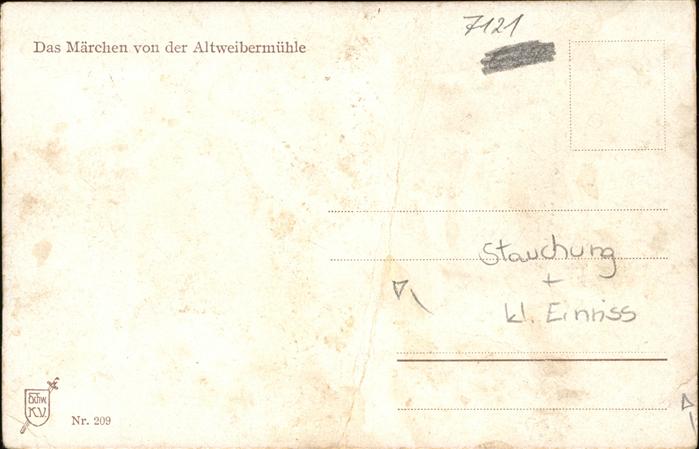 7121
Das Märchen von der Altweibermühle
Stauchung
+
kl. Einriss
K.V.
Nr. 209